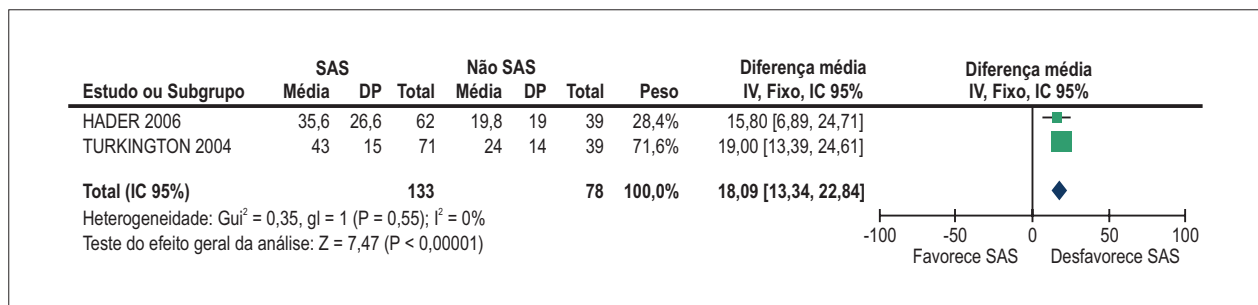 SAS Não SAS Diferença média Diferença média
Estudo ou Subgrupo Média DP Total Média DP Total Peso IV, Fixo, IC 95% IV, Fixo, IC 95%
HADER 2006 35,6 26,6 62 19,8 19 39 28,4% 15,80 [6,89, 24,71]
TURKINGTON 2004 43 15 71 24 14 39 71,6% 19,00 [13,39, 24,61]
Total (IC 95%) 133 78 100,0% 18,09 [13,34, 22,84]
Heterogeneidade: Gui² = 0,35, gl = 1 (P = 0,55); I² = 0%
Teste do efeito geral da análise: Z = 7,47 (P < 0,00001)
-100 -50 0 50 100
Favorece SAS Desfavorece SAS